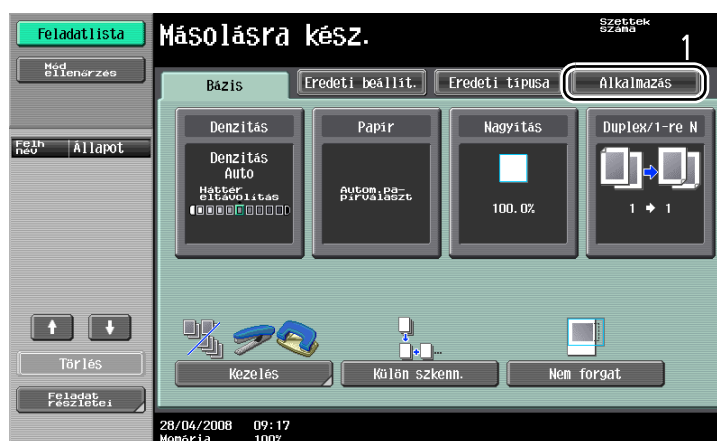 Feladatlista
Mód
ellenőrzés
Felh
név
Állapot
Törlés
Feladat
részletei
Másolásra kész.
Szettek
száma
1
Bázis
Eredeti beállít.
Eredeti típusa
Alkalmazás
Denzitás
Denzitás
Auto
Háttér
eltávolítás
Papír
Autom.pa-
pírválaszt
Nagyítás
100.0%
Duplex/1-re N
1 ➔ 1
Kezelés
Külön szkenn.
Nem forgat
28/04/2008 09:17
Memória 100%